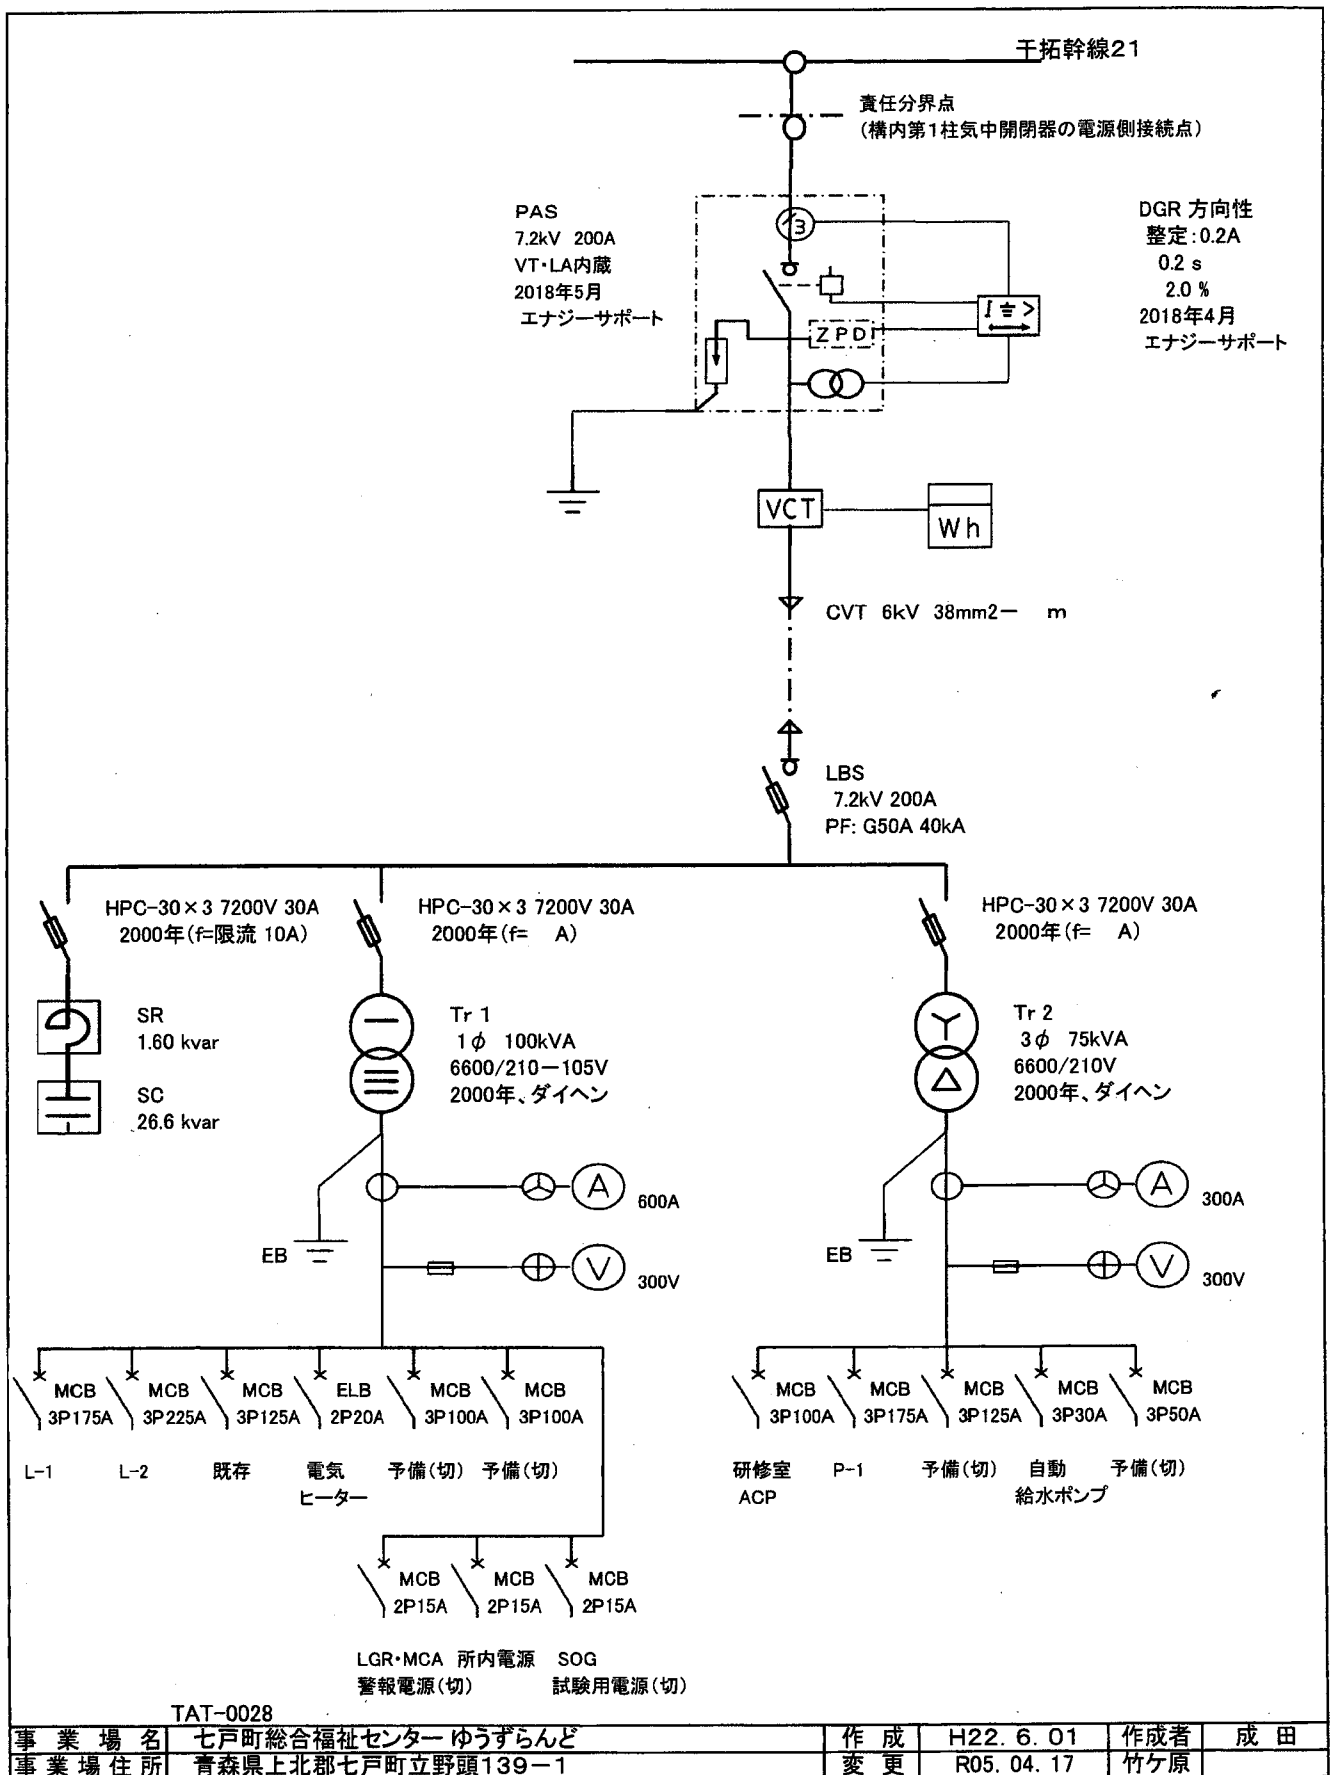 干拓幹線21
責任分界点
(構内第1柱気中開閉器の電源側接続点)
PAS
7.2kV 200A
VT・LA内蔵
2018年5月
エナジーサポート
DGR 方向性
整定:0.2A
0.2 s
2.0 %
2018年4月
エナジーサポート
3
I >
ZPD
VCT
Wh
CVT 6kV 38mm2ー m
LBS
7.2kV 200A
PF: G50A 40kA
HPC-30×3 7200V 30A
2000年(f=限流 10A)
HPC-30×3 7200V 30A
2000年(f= A)
HPC-30×3 7200V 30A
2000年(f= A)
SR
1.60 kvar
SC
26.6 kvar
Tr 1
1φ 100kVA
6600/210-105V
2000年、ダイヘン
Tr 2
3φ 75kVA
6600/210V
2000年、ダイヘン
A
600A
EB
V
300V
A
300A
EB
V
300V
MCB
3P175A
L-1
MCB
3P225A
L-2
MCB
3P125A
既存
ELB
2P20A
電気
ヒーター
MCB
3P100A
予備(切)
MCB
3P100A
予備(切)
MCB
3P100A
研修室
ACP
MCB
3P175A
P-1
MCB
3P125A
予備(切)
MCB
3P30A
自動
給水ポンプ
MCB
3P50A
予備(切)
MCB
2P15A
LGR・MCA
警報電源(切)
MCB
2P15A
所内電源
MCB
2P15A
SOG
試験用電源(切)
TAT-0028
事業場名 七戸町総合福祉センター ゆうずらんど 作成 H22. 6. 01 作成者 成田
事業場住所 青森県上北郡七戸町立野頭139-1 変更 R05. 04. 17 竹ケ原